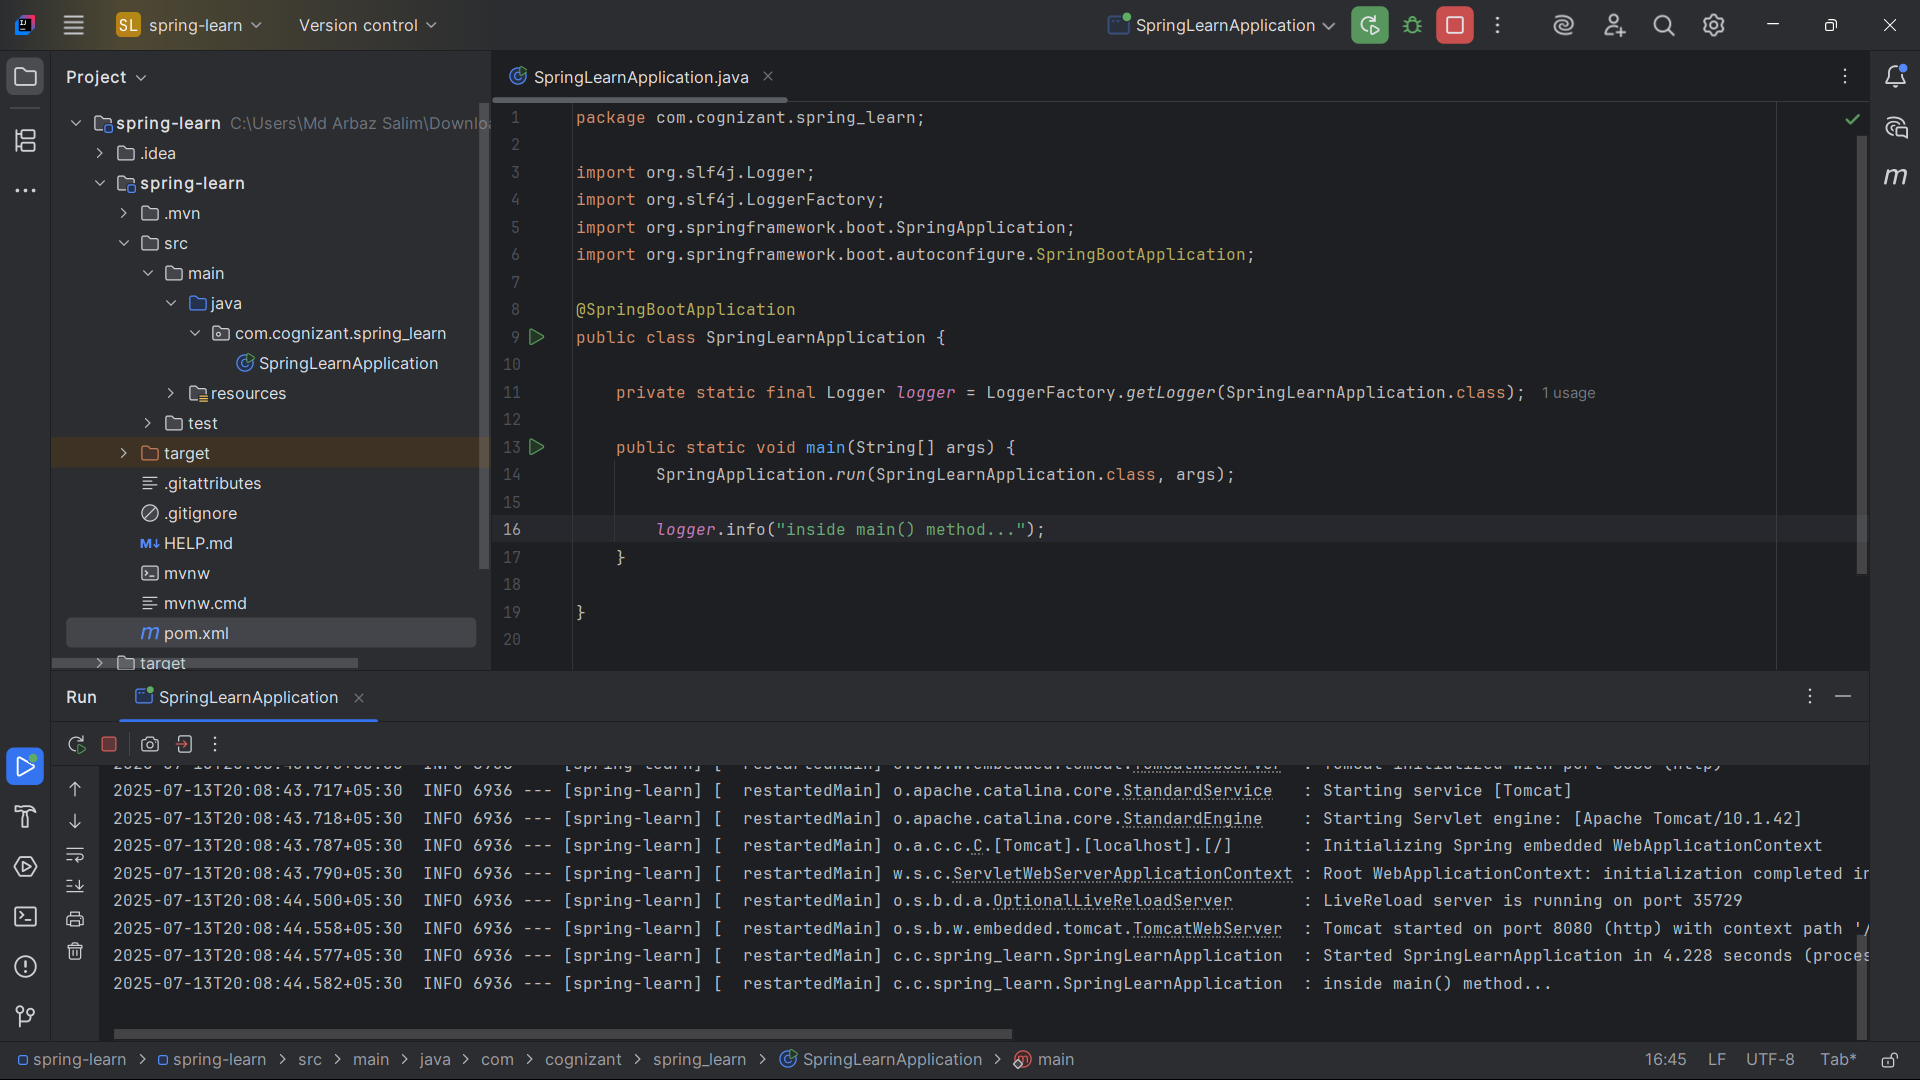 SL spring-learn Version control SpringLearnApplication
Project
SpringLearnApplication.java
spring-learn C:\Users\Md Arbaz Salim\Downlo
.idea
spring-learn
.mvn
src
main
java
com.cognizant.spring_learn
SpringLearnApplication
resources
test
target
.gitattributes
.gitignore
M↓ HELP.md
mvnw
mvnw.cmd
m pom.xml
target
1 package com.cognizant.spring_learn;
2
3 import org.slf4j.Logger;
4 import org.slf4j.LoggerFactory;
5 import org.springframework.boot.SpringApplication;
6 import org.springframework.boot.autoconfigure.SpringBootApplication;
7
8 @SpringBootApplication
9 public class SpringLearnApplication {
10
11 private static final Logger logger = LoggerFactory.getLogger(SpringLearnApplication.class); 1 usage
12
13 public static void main(String[] args) {
14 SpringApplication.run(SpringLearnApplication.class, args);
15
16 logger.info("inside main() method...");
17 }
18
19 }
20
m
Run SpringLearnApplication
2025-07-13T20:08:43.717+05:30 INFO 6936 --- [spring-learn] [ restartedMain] o.apache.catalina.core.StandardService : Starting service [Tomcat]
2025-07-13T20:08:43.718+05:30 INFO 6936 --- [spring-learn] [ restartedMain] o.apache.catalina.core.StandardEngine : Starting Servlet engine: [Apache Tomcat/10.1.42]
2025-07-13T20:08:43.787+05:30 INFO 6936 --- [spring-learn] [ restartedMain] o.a.c.c.C.[Tomcat].[localhost].[/] : Initializing Spring embedded WebApplicationContext
2025-07-13T20:08:43.790+05:30 INFO 6936 --- [spring-learn] [ restartedMain] w.s.c.ServletWebServerApplicationContext : Root WebApplicationContext: initialization completed in
2025-07-13T20:08:44.500+05:30 INFO 6936 --- [spring-learn] [ restartedMain] o.s.b.d.a.OptionalLiveReloadServer : LiveReload server is running on port 35729
2025-07-13T20:08:44.558+05:30 INFO 6936 --- [spring-learn] [ restartedMain] o.s.b.w.embedded.tomcat.TomcatWebServer : Tomcat started on port 8080 (http) with context path '/
2025-07-13T20:08:44.577+05:30 INFO 6936 --- [spring-learn] [ restartedMain] c.c.spring_learn.SpringLearnApplication : Started SpringLearnApplication in 4.228 seconds (proces
2025-07-13T20:08:44.582+05:30 INFO 6936 --- [spring-learn] [ restartedMain] c.c.spring_learn.SpringLearnApplication : inside main() method...
spring-learn > spring-learn > src > main > java > com > cognizant > spring_learn > SpringLearnApplication > main 16:45 LF UTF-8 Tab*